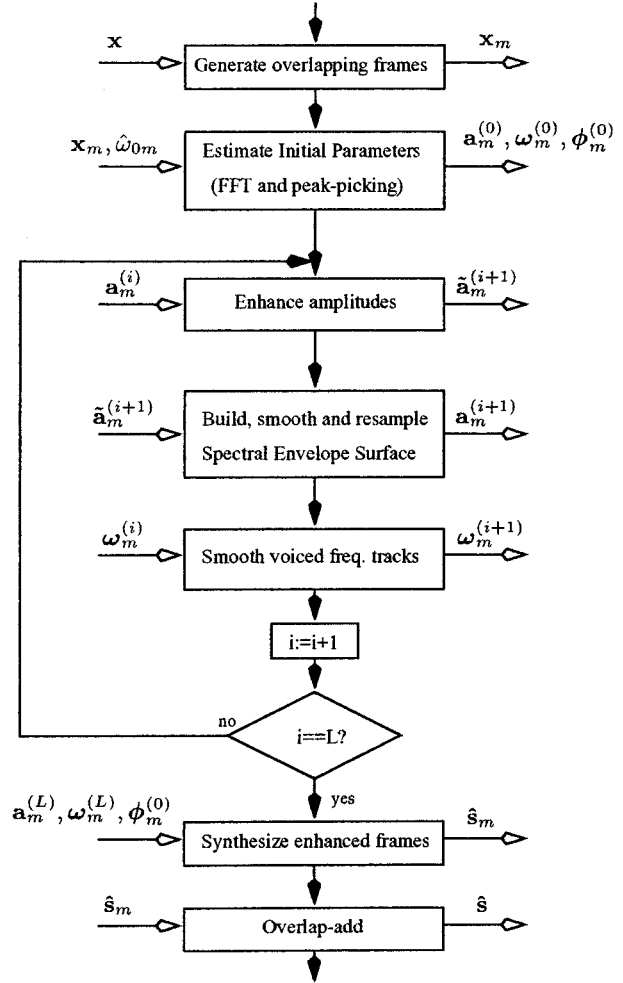 x
Generate overlapping frames
x_m
x_m, ω̂_{0m}
Estimate Initial Parameters
(FFT and peak-picking)
a_m^{(0)}, ω_m^{(0)}, ϕ_m^{(0)}
a_m^{(i)}
Enhance amplitudes
ã_m^{(i+1)}
ã_m^{(i+1)}
Build, smooth and resample
Spectral Envelope Surface
a_m^{(i+1)}
ω_m^{(i)}
Smooth voiced freq. tracks
ω_m^{(i+1)}
i:=i+1
no
i==L?
yes
a_m^{(L)}, ω_m^{(L)}, ϕ_m^{(0)}
Synthesize enhanced frames
ŝ_m
ŝ_m
Overlap-add
ŝ